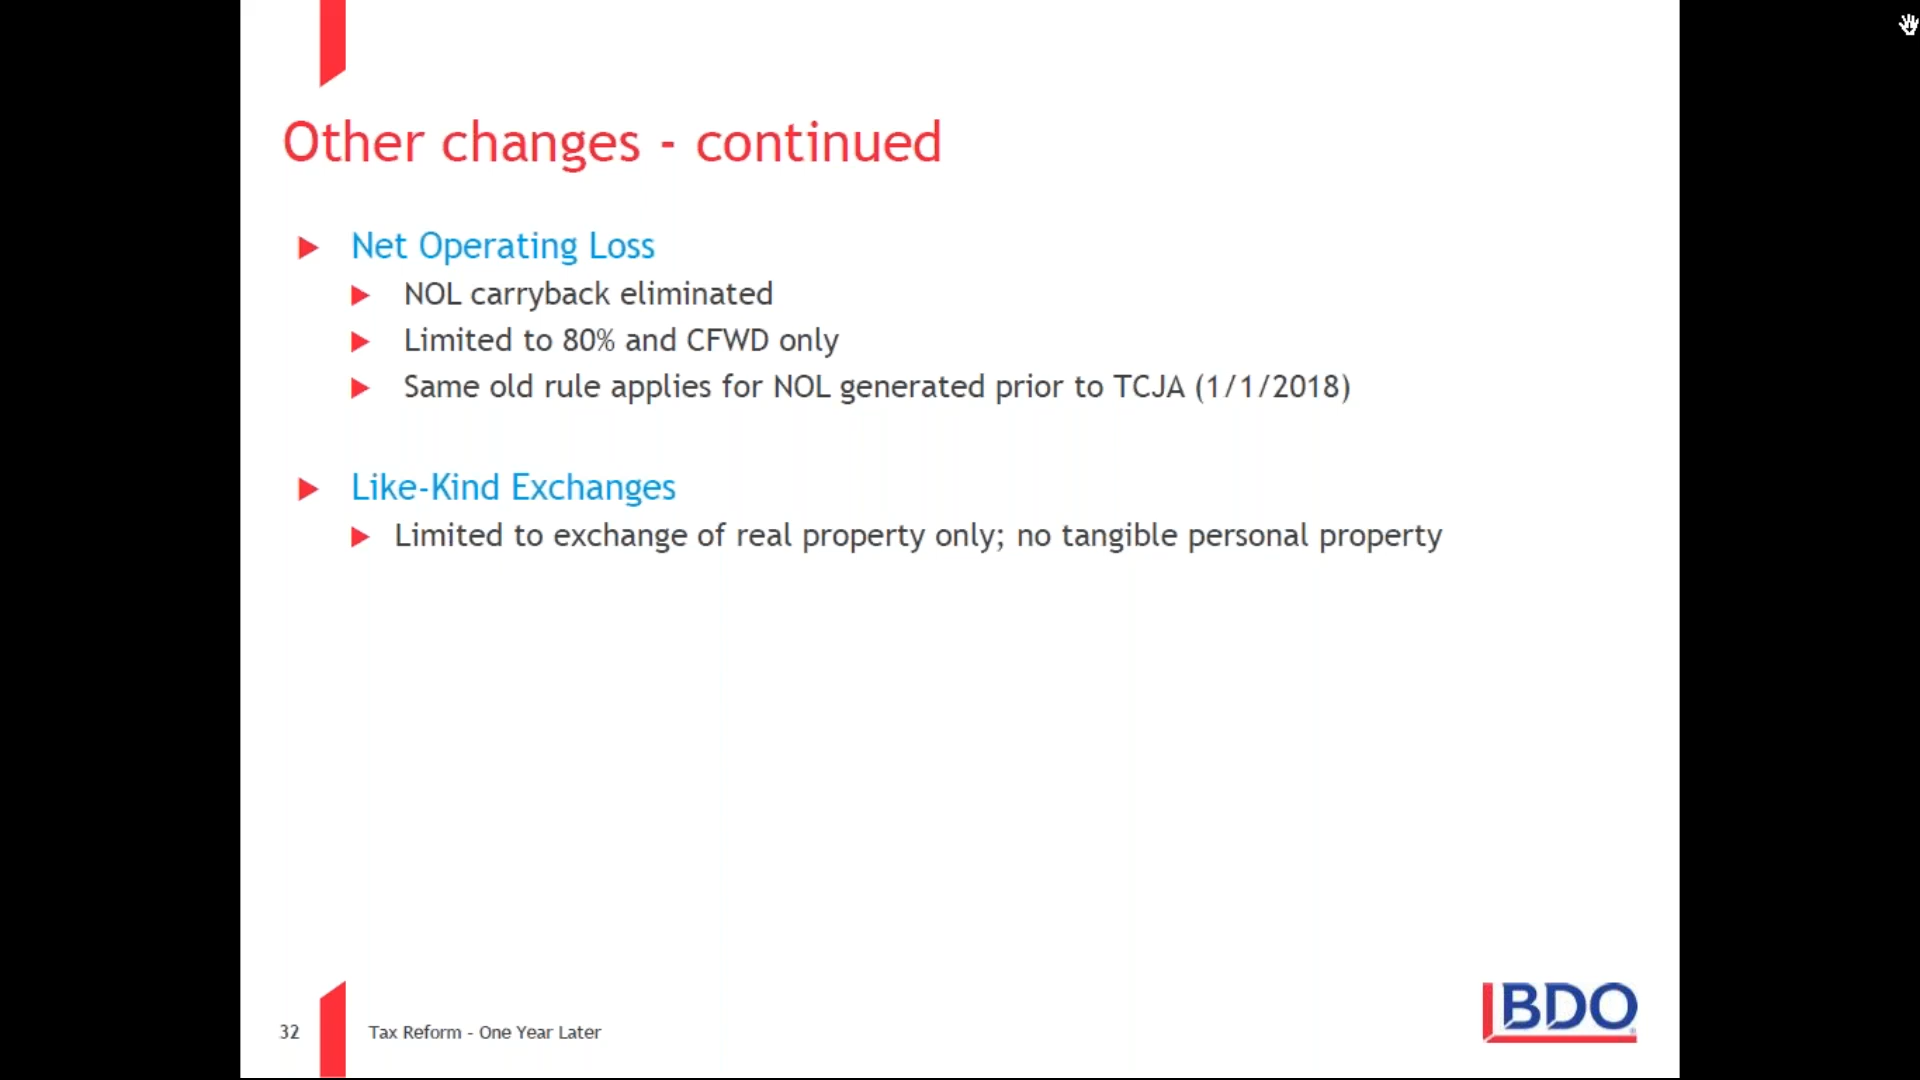 Other changes - continued
Net Operating Loss
NOL carryback eliminated
Limited to 80% and CFWD only
Same old rule applies for NOL generated prior to TCJA (1/1/2018)
Like-Kind Exchanges
Limited to exchange of real property only; no tangible personal property
32 Tax Reform - One Year Later
BDO